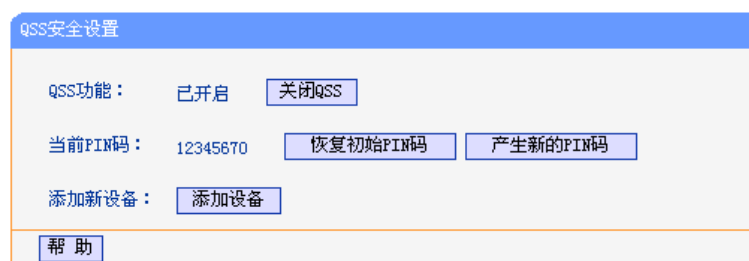 QSS安全设置
QSS功能： 已开启 关闭QSS
当前PIN码： 12345670 恢复初始PIN码 产生新的PIN码
添加新设备： 添加设备
帮 助